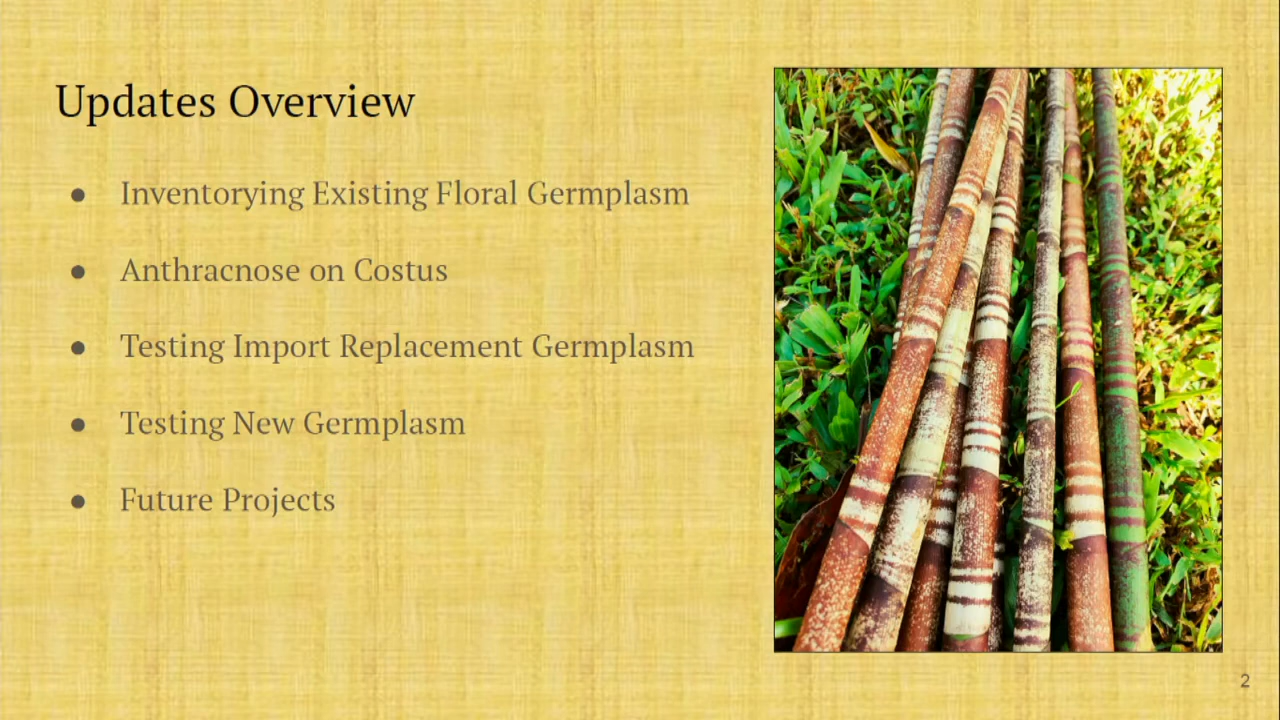 Updates Overview
● Inventorying Existing Floral Germplasm
● Anthracnose on Costus
● Testing Import Replacement Germplasm
● Testing New Germplasm
● Future Projects
2